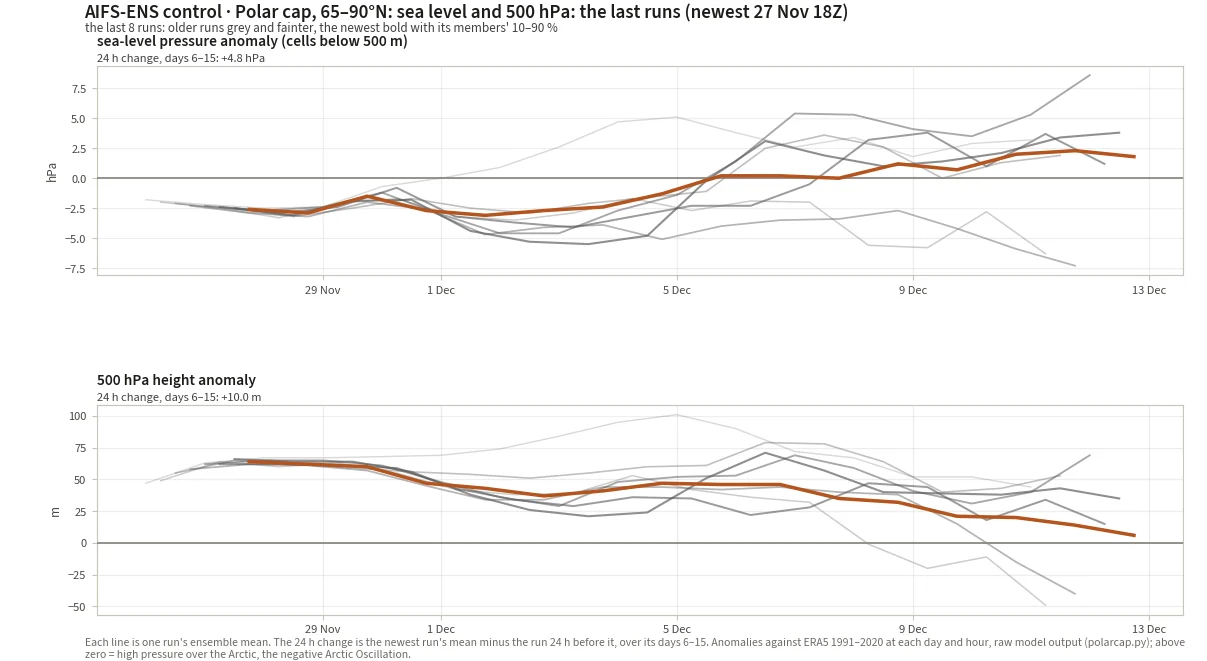 AIFS-ENS control · Polar cap, 65–90°N: sea level and 500 hPa: the last runs (newest 27 Nov 18Z)
the last 8 runs: older runs grey and fainter, the newest bold with its members' 10–90 %
sea-level pressure anomaly (cells below 500 m)
24 h change, days 6–15: +4.8 hPa
7.5
5.0
2.5
0.0
−2.5
−5.0
−7.5
hPa
29 Nov 1 Dec 5 Dec 9 Dec 13 Dec
500 hPa height anomaly
24 h change, days 6–15: +10.0 m
100
75
50
25
0
−25
−50
m
29 Nov 1 Dec 5 Dec 9 Dec 13 Dec
Each line is one run's ensemble mean. The 24 h change is the newest run's mean minus the run 24 h before it, over its days 6–15. Anomalies against ERA5 1991–2020 at each day and hour, raw model output (polarcap.py); above
zero = high pressure over the Arctic, the negative Arctic Oscillation.